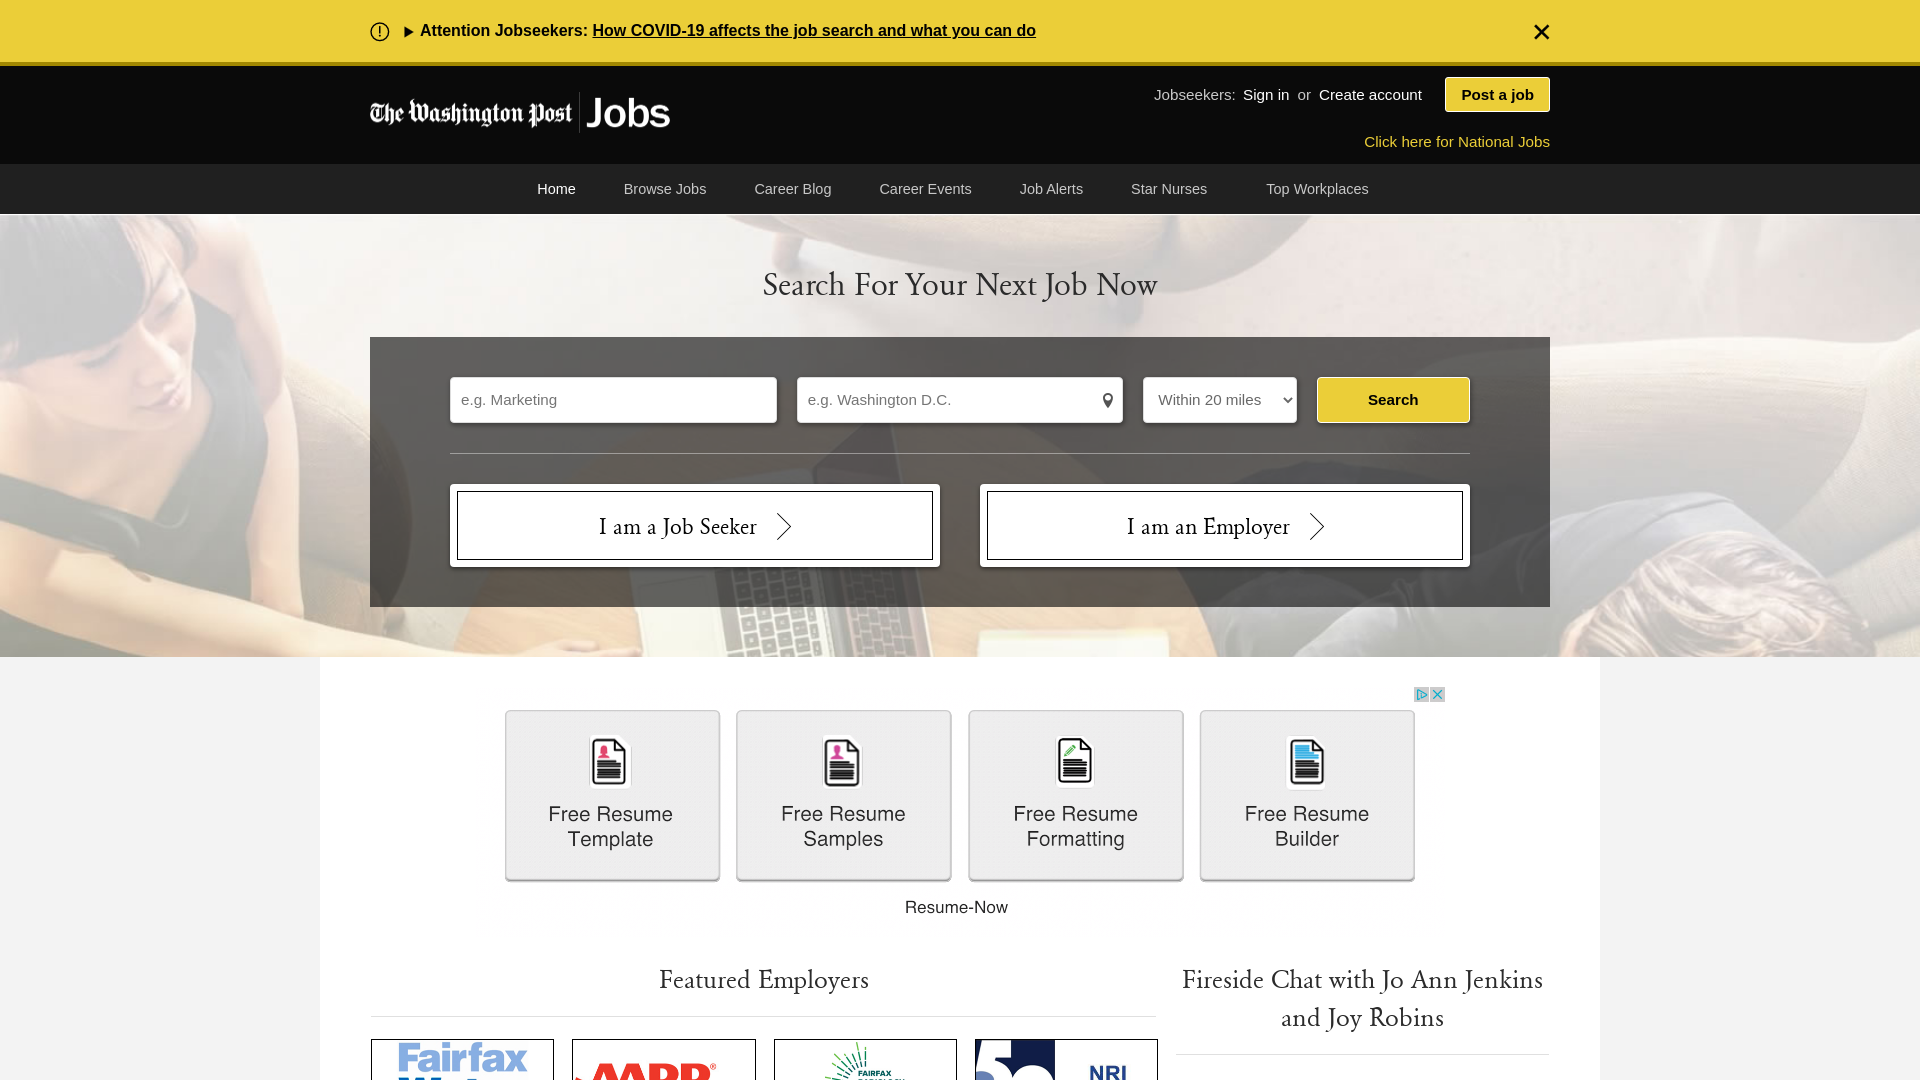 Attention Jobseekers: How COVID-19 affects the job search and what you can do
The Washington Post Jobs
Jobseekers: Sign in or Create account
Post a job
Click here for National Jobs
Home Browse Jobs Career Blog Career Events Job Alerts Star Nurses Top Workplaces
Search For Your Next Job Now
e.g. Marketing e.g. Washington D.C. Within 20 miles Search
I am a Job Seeker I am an Employer
Free Resume Template
Free Resume Samples
Free Resume Formatting
Free Resume Builder
Resume-Now
Featured Employers
Fireside Chat with Jo Ann Jenkins
and Joy Robins
Fairfax
AARP®
FAIRFAX
NRI